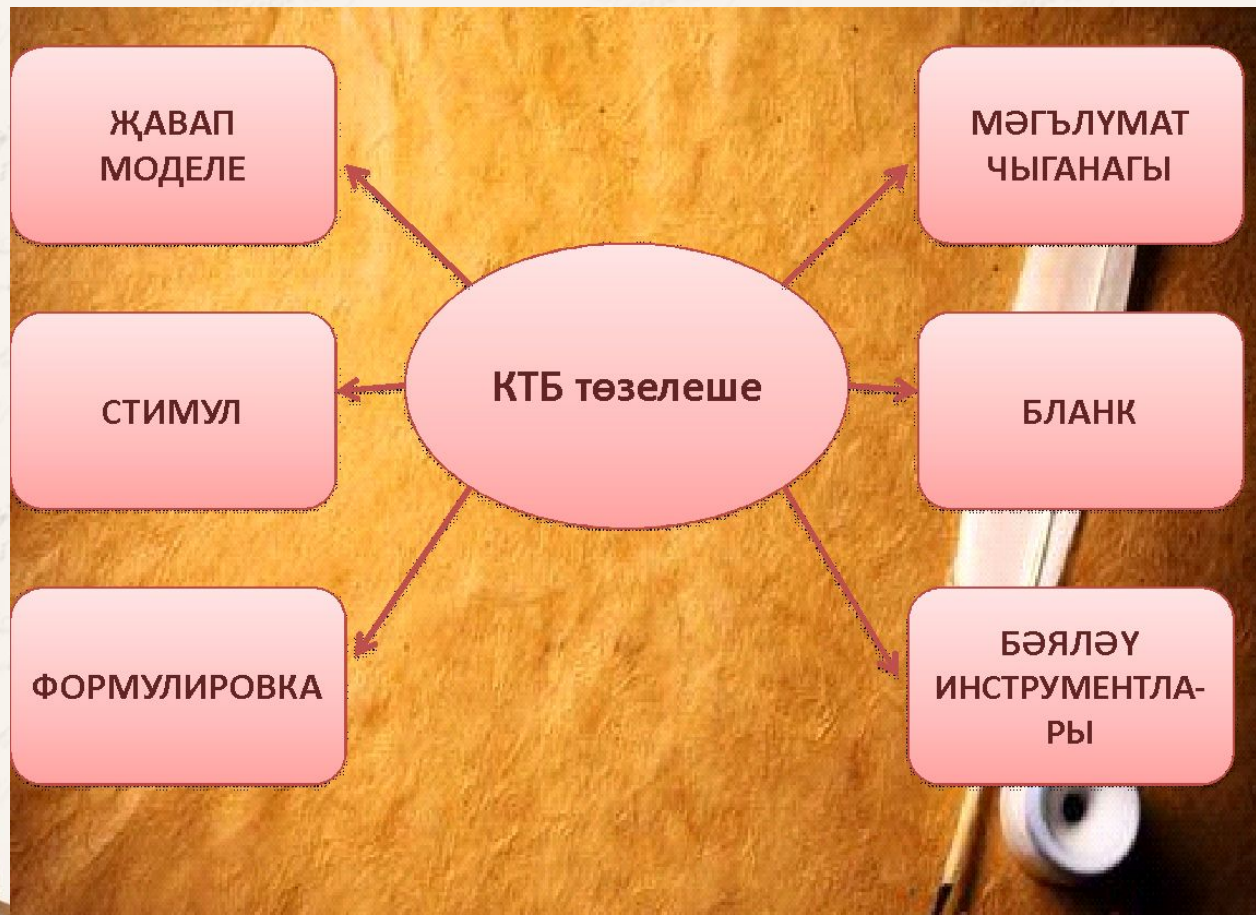 ҖАВАП
МОДЕЛЕ
МӘГЪЛҮМАТ
ЧЫГАНАГЫ
СТИМУЛ
КТБ төзелеше
БЛАНК
ФОРМУЛИРОВКА
БӘЯЛӘҮ
ИНСТРУМЕНТЛА-
РЫ